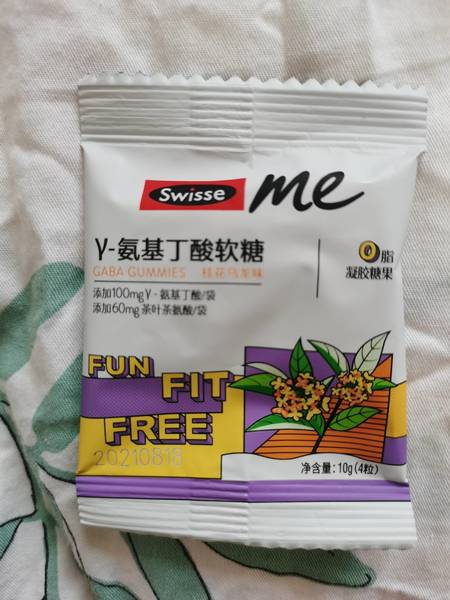 Swisse me
γ-氨基丁酸软糖
GABA GUMMIES 桂花乌龙味
添加100mgγ-氨基丁酸/袋
添加60mg茶叶茶氨酸/袋
0脂
凝胶糖果
FUN
FIT
FREE
20210818
净含量:10g(4粒)